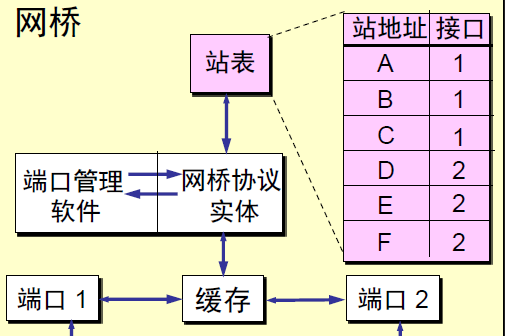 网桥
站表
站地址 接口
A 1
B 1
C 1
D 2
E 2
F 2
端口管理
软件
网桥协议
实体
端口 1
缓存
端口 2